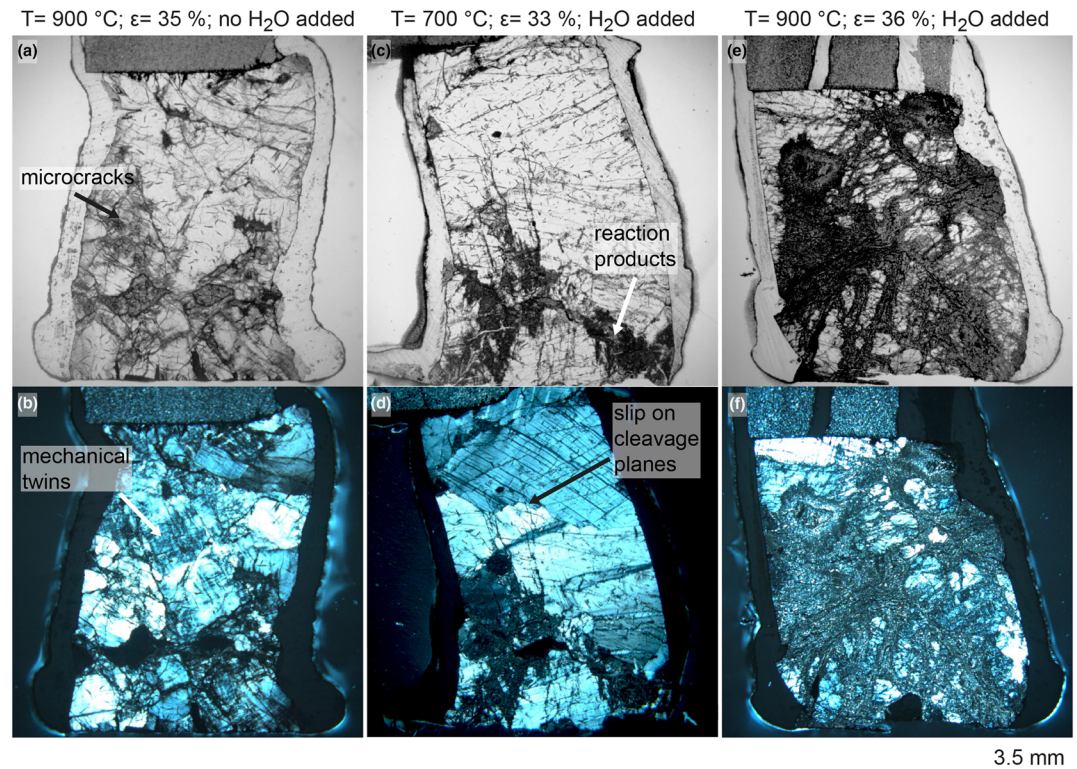 T= 900 °C; ε= 35 %; no H₂O added
T= 700 °C; ε= 33 %; H₂O added
T= 900 °C; ε= 36 %; H₂O added
(a)
microcracks
(c)
reaction
products
(e)
(b)
mechanical
twins
(d)
slip on
cleavage
planes
(f)
3.5 mm